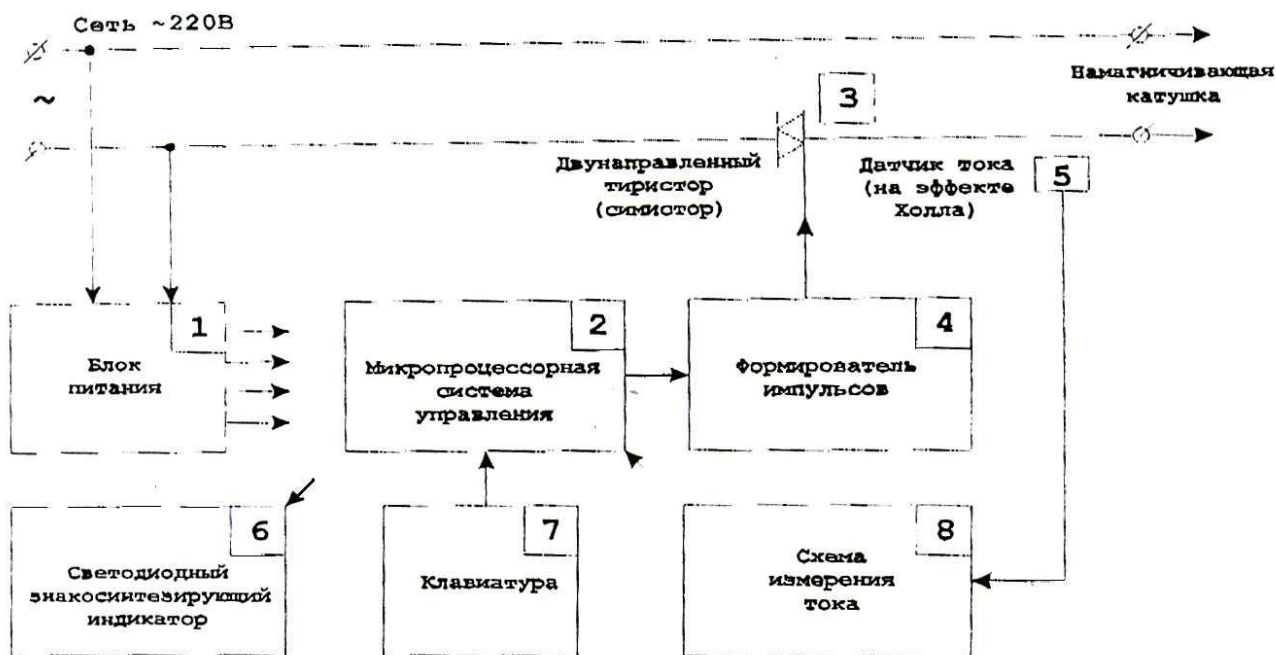 Сеть ~220В
~
Намагничивающая
катушка
3
Двунаправленный
тиристор
(симистор)
Датчик тока
(на эффекте
Холла)
5
1
Блок
питания
2
Микропроцессорная
система
управления
4
Формирователь
импульсов
6
Светодиодный
знакосинтезирующий
индикатор
7
Клавиатура
8
Схема
измерения
тока